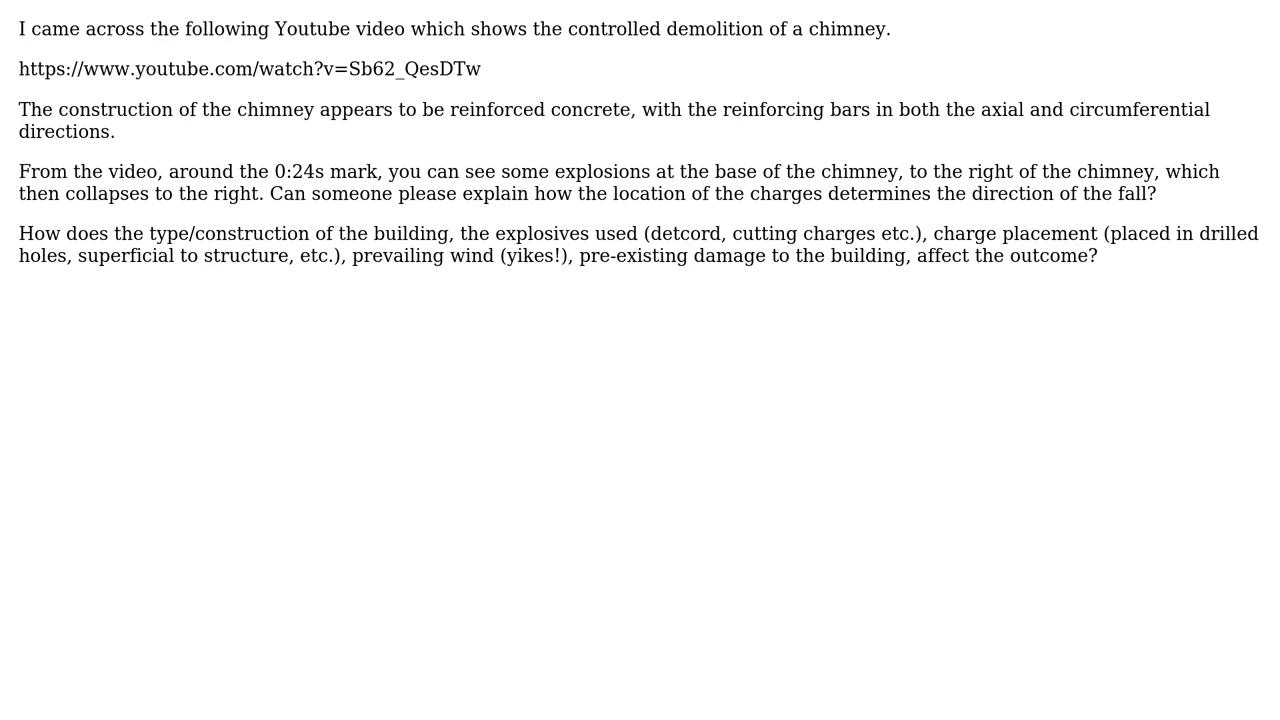 I came across the following Youtube video which shows the controlled demolition of a chimney.
https://www.youtube.com/watch?v=Sb62_QesDTw
The construction of the chimney appears to be reinforced concrete, with the reinforcing bars in both the axial and circumferential
directions.
From the video, around the 0:24s mark, you can see some explosions at the base of the chimney, to the right of the chimney, which
then collapses to the right. Can someone please explain how the location of the charges determines the direction of the fall?
How does the type/construction of the building, the explosives used (detcord, cutting charges etc.), charge placement (placed in drilled
holes, superficial to structure, etc.), prevailing wind (yikes!), pre-existing damage to the building, affect the outcome?